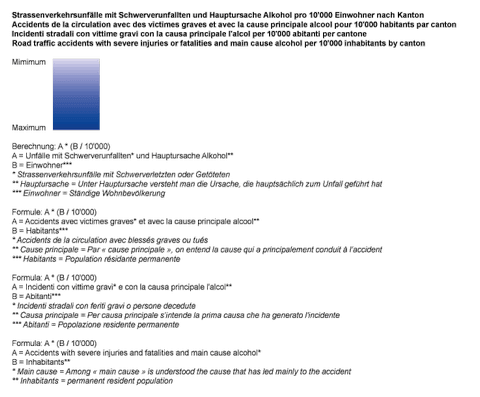 Strassenverkehrsunfälle mit Schwerverunfallten und Hauptursache Alkohol pro 10'000 Einwohner nach Kanton
Accidents de la circulation avec des victimes graves et avec la cause principale alcool pour 10'000 habitants par canton
Incidenti stradali con vittime gravi con la causa principale l'alcol per 10'000 abitanti per cantone
Road traffic accidents with severe injuries or fatalities and main cause alcohol per 10'000 inhabitants by canton
Mimimum
Maximum
Berechnung: A * (B / 10'000)
A = Unfälle mit Schwerverunfallten* und Hauptursache Alkohol**
B = Einwohner***
* Strassenverkehrsunfälle mit Schwerverletzten oder Getöteten
** Hauptursache = Unter Hauptursache versteht man die Ursache, die hauptsächlich zum Unfall geführt hat
*** Einwohner = Ständige Wohnbevölkerung
Formule: A * (B / 10'000)
A = Accidents avec victimes graves* et avec la cause principale alcool**
B = Habitants***
* Accidents de la circulation avec blessés graves ou tués
** Cause principale = Par « cause principale », on entend la cause qui a principalement conduit à l'accident
*** Habitants = Population résidante permanente
Formula: A * (B / 10'000)
A = Incidenti con vittime gravi* e con la causa principale l'alcol**
B = Abitanti***
* Incidenti stradali con feriti gravi o persone decedute
** Causa principale = Per causa principale s'intende la prima causa che ha generato l'incidente
*** Abitanti = Popolazione residente permanente
Formula: A * (B / 10'000)
A = Accidents with severe injuries and fatalities and main cause alcohol*
B = Inhabitants**
* Main cause = Among « main cause » is understood the cause that has led mainly to the accident
** Inhabitants = permanent resident population